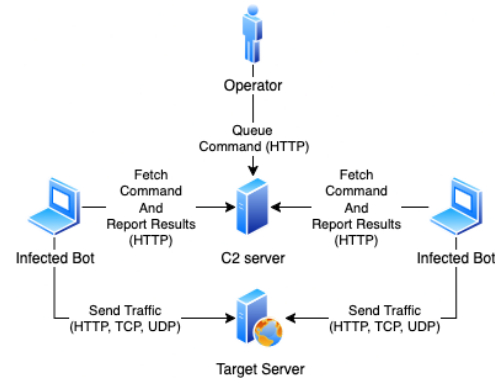 Operator
Queue
Command (HTTP)
Fetch
Command
And
Report Results
(HTTP)
Fetch
Command
And
Report Results
(HTTP)
Infected Bot
C2 server
Infected Bot
Send Traffic
(HTTP, TCP, UDP)
Send Traffic
(HTTP, TCP, UDP)
Target Server